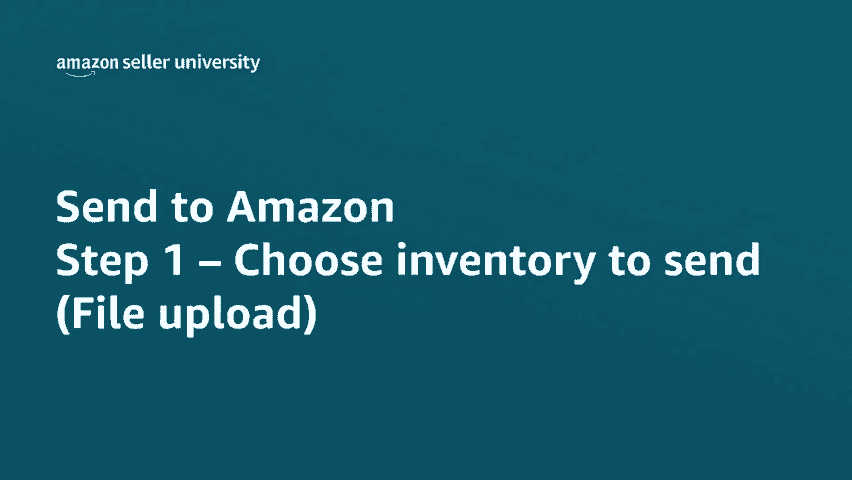 amazon seller university
Send to Amazon
Step 1 – Choose inventory to send
(File upload)